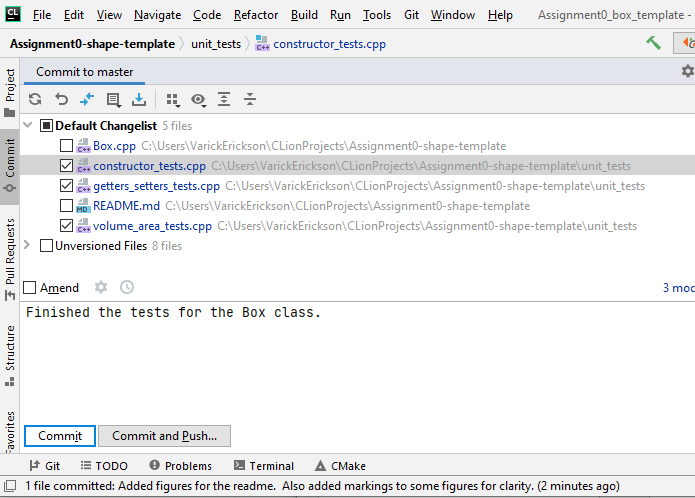 CL File Edit View Navigate Code Refactor Build Run Tools Git Window Help Assignment0_box_template -
Assignment0-shape-template unit_tests constructor_tests.cpp
Project
Commit
Pull Requests
Structure
avorites
Commit to master
Default Changelist 5 files
C++ Box.cpp C:\Users\VarickErickson\CLionProjects\Assignment0-shape-template
C++ constructor_tests.cpp C:\Users\VarickErickson\CLionProjects\Assignment0-shape-template\unit_tests
C++ getters_setters_tests.cpp C:\Users\VarickErickson\CLionProjects\Assignment0-shape-template\unit_tests
MD README.md C:\Users\VarickErickson\CLionProjects\Assignment0-shape-template
C++ volume_area_tests.cpp C:\Users\VarickErickson\CLionProjects\Assignment0-shape-template\unit_tests
Unversioned Files 8 files
Amend 3 mod
Finished the tests for the Box class.
Commit Commit and Push...
Git TODO Problems Terminal CMake
1 file committed: Added figures for the readme. Also added markings to some figures for clarity. (2 minutes ago)